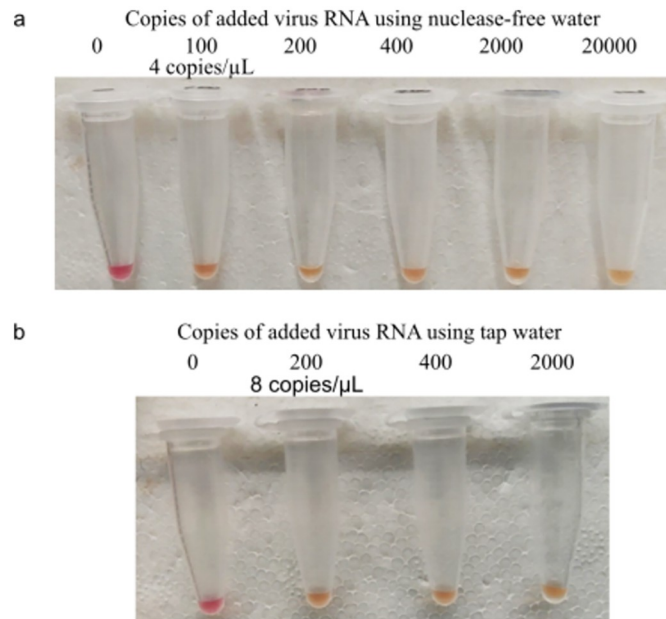 a
Copies of added virus RNA using nuclease-free water
0 100 200 400 2000 20000
4 copies/μL
b
Copies of added virus RNA using tap water
0 200 400 2000
8 copies/μL